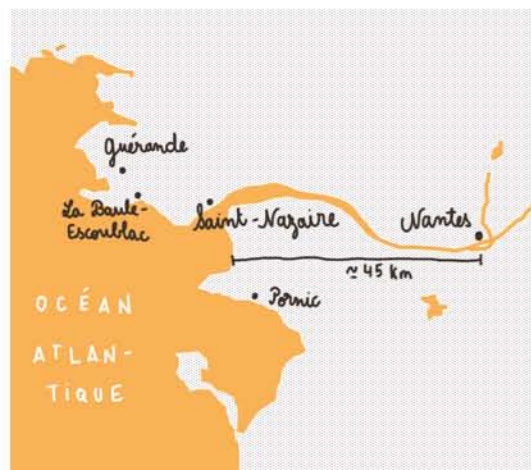 Guérande
La Baule-
Escoublac
Saint-Nazaire
Nantes
≃ 45 km
Pornic
OCÉAN
ATLAN-
TIQUE